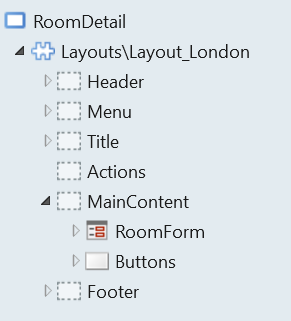 RoomDetail
Layouts\Layout_London
Header
Menu
Title
Actions
MainContent
RoomForm
Buttons
Footer